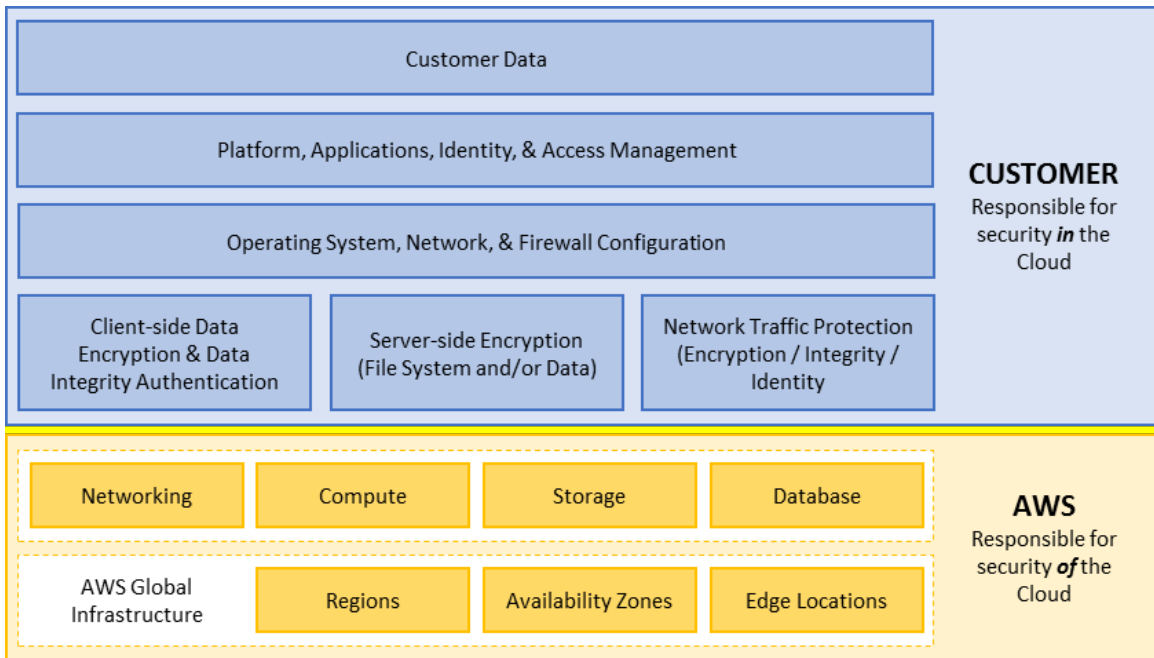 Customer Data
Platform, Applications, Identity, & Access Management
Operating System, Network, & Firewall Configuration
Client-side Data
Encryption & Data
Integrity Authentication
Server-side Encryption
(File System and/or Data)
Network Traffic Protection
(Encryption / Integrity /
Identity
CUSTOMER
Responsible for
security in the
Cloud
Networking
Compute
Storage
Database
AWS Global
Infrastructure
Regions
Availability Zones
Edge Locations
AWS
Responsible for
security of the
Cloud